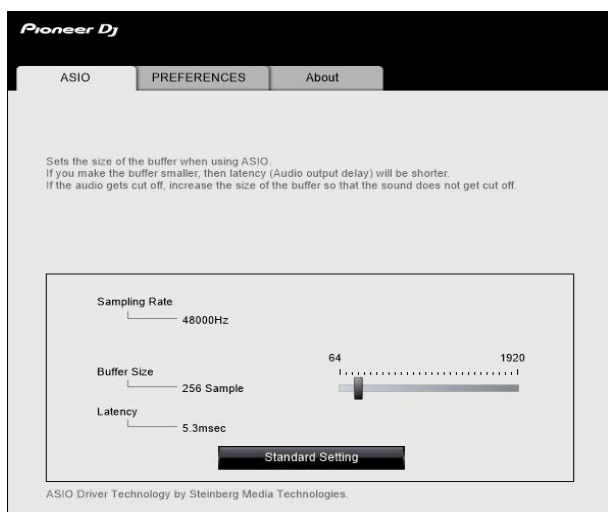 Pioneer Dj
ASIO
PREFERENCES
About
Sets the size of the buffer when using ASIO.
If you make the buffer smaller, then latency (Audio output delay) will be shorter.
If the audio gets cut off, increase the size of the buffer so that the sound does not get cut off.
Sampling Rate
48000Hz
64 1920
Buffer Size
256 Sample
Latency
5.3msec
Standard Setting
ASIO Driver Technology by Steinberg Media Technologies.